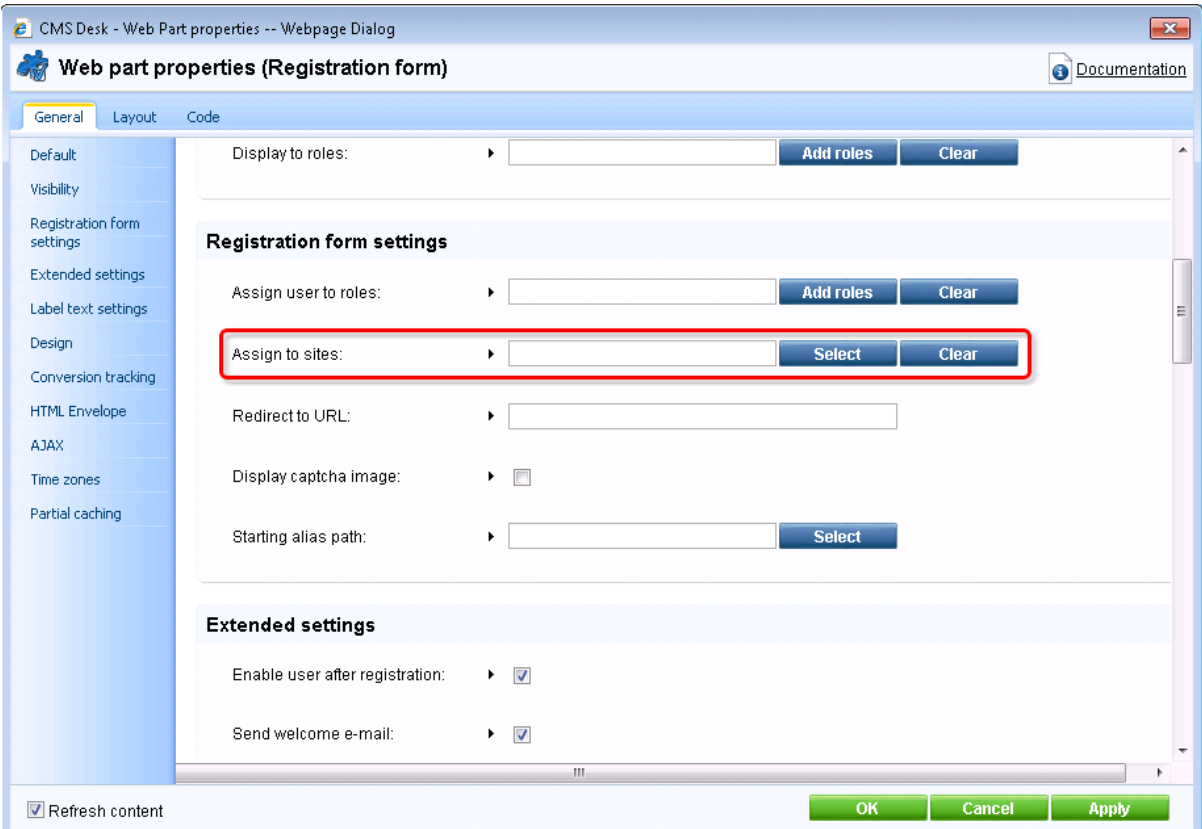 CMS Desk - Web Part properties -- Webpage Dialog
Web part properties (Registration form)
Documentation
General Layout Code
Default
Visibility
Registration form
settings
Extended settings
Label text settings
Design
Conversion tracking
HTML Envelope
AJAX
Time zones
Partial caching
Display to roles: Add roles Clear
Registration form settings
Assign user to roles: Add roles Clear
Assign to sites: Select Clear
Redirect to URL:
Display captcha image:
Starting alias path: Select
Extended settings
Enable user after registration:
Send welcome e-mail:
Refresh content
OK Cancel Apply